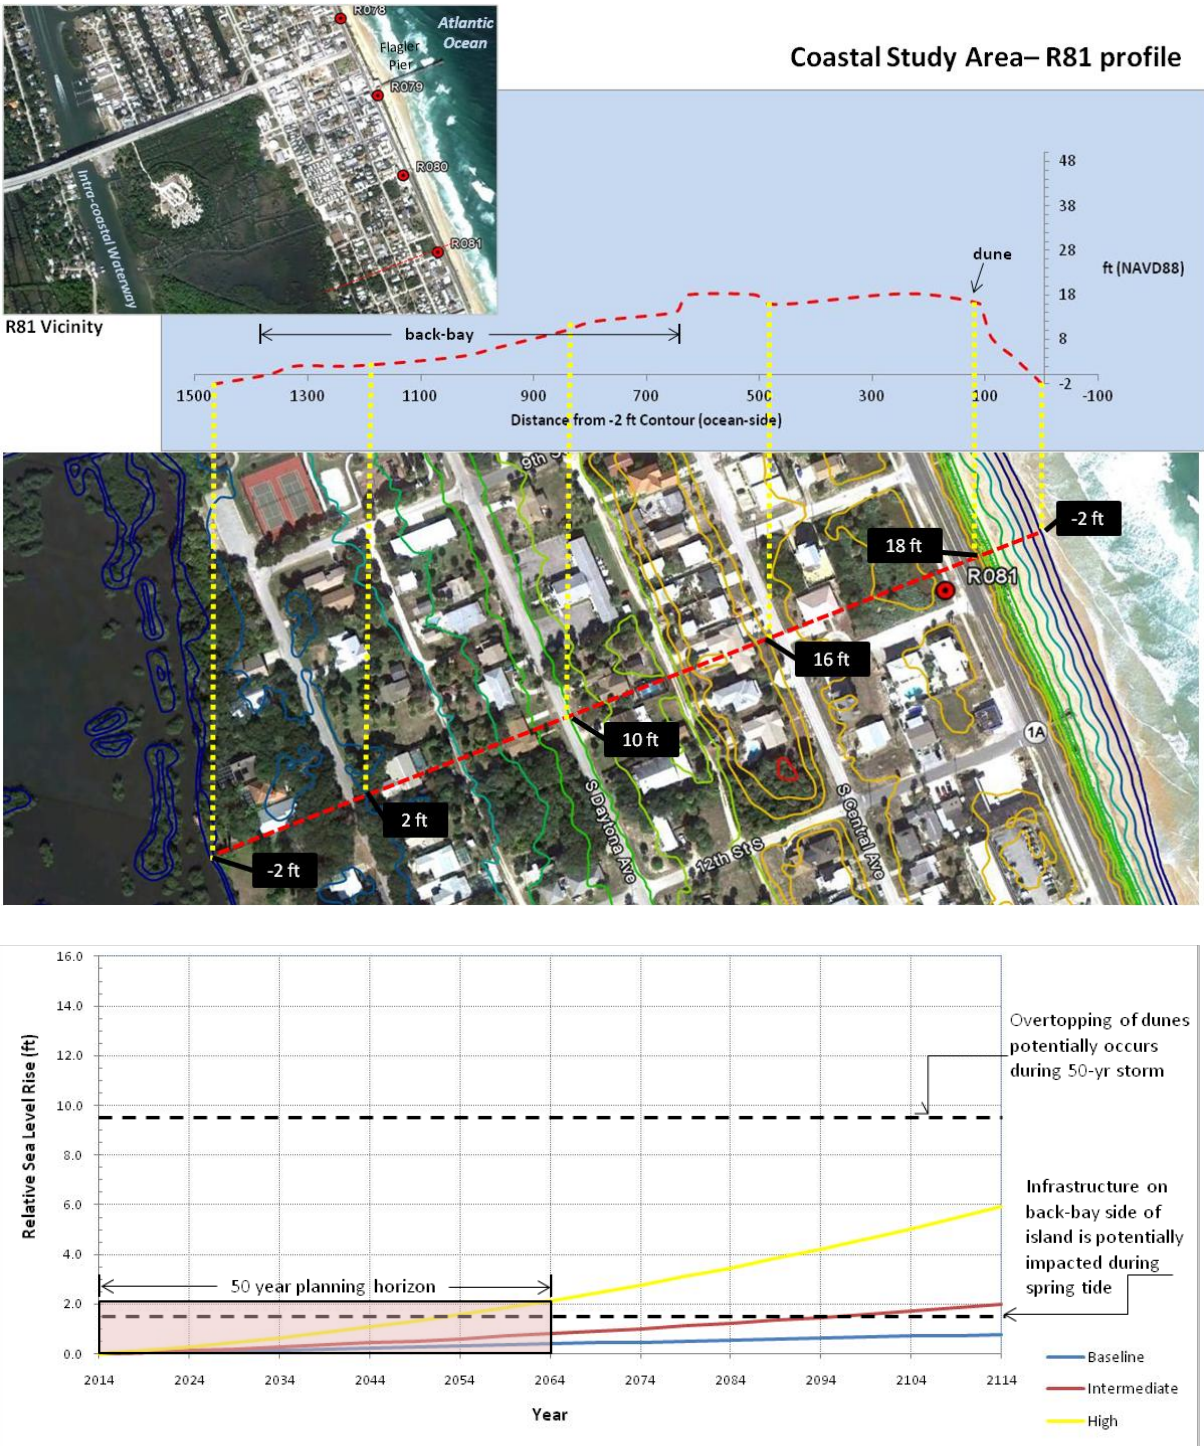 R078
Atlantic
Ocean
Flagler
Pier
R079
R080
R081
Intra-coastal Waterway
R81 Vicinity
Coastal Study Area– R81 profile
48
38
28
18
8
-2
ft (NAVD88)
dune
back-bay
1500
1300
1100
900
700
500
300
100
-100
Distance from -2 ft Contour (ocean-side)
9th S
-2 ft
18 ft
R081
16 ft
10 ft
1A
2 ft
-2 ft
S Daytona Ave
12th St S
S Central Ave
16.0
14.0
12.0
10.0
8.0
6.0
4.0
2.0
0.0
Relative Sea Level Rise (ft)
Overtopping of dunes
potentially occurs
during 50-yr storm
Infrastructure on
back-bay side of
island is potentially
impacted during
spring tide
50 year planning horizon
2014 2024 2034 2044 2054 2064 2074 2084 2094 2104 2114
Year
Baseline
Intermediate
High